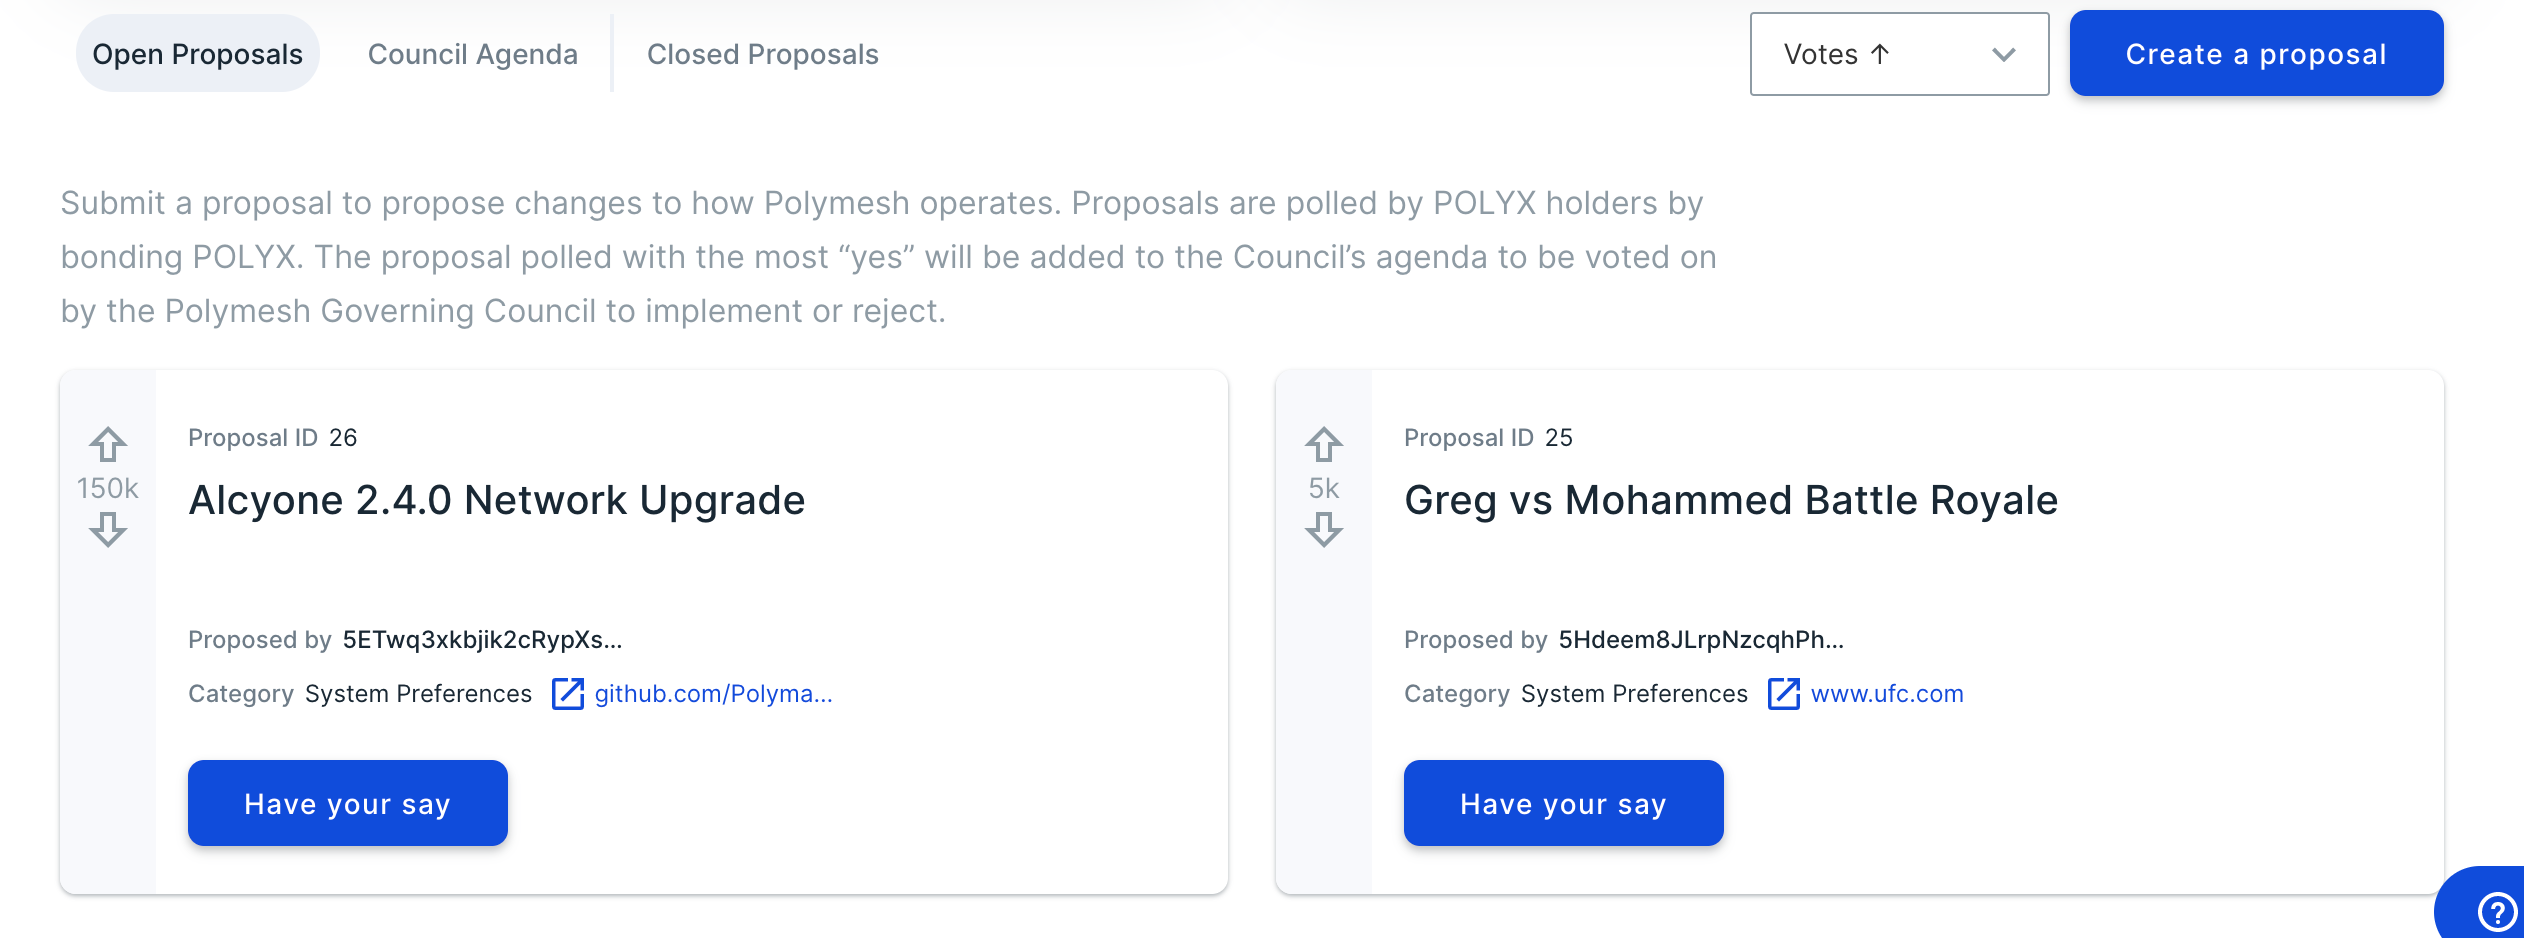 Open Proposals
Council Agenda
Closed Proposals
Votes ↑
Create a proposal
Submit a proposal to propose changes to how Polymesh operates. Proposals are polled by POLYX holders by
bonding POLYX. The proposal polled with the most “yes” will be added to the Council’s agenda to be voted on
by the Polymesh Governing Council to implement or reject.
150k
Proposal ID 26
Alcyone 2.4.0 Network Upgrade
Proposed by 5ETwq3xkbjik2cRypXs...
Category System Preferences github.com/Polyma...
Have your say
5k
Proposal ID 25
Greg vs Mohammed Battle Royale
Proposed by 5Hdeem8JLrpNzcqhPh...
Category System Preferences www.ufc.com
Have your say
?